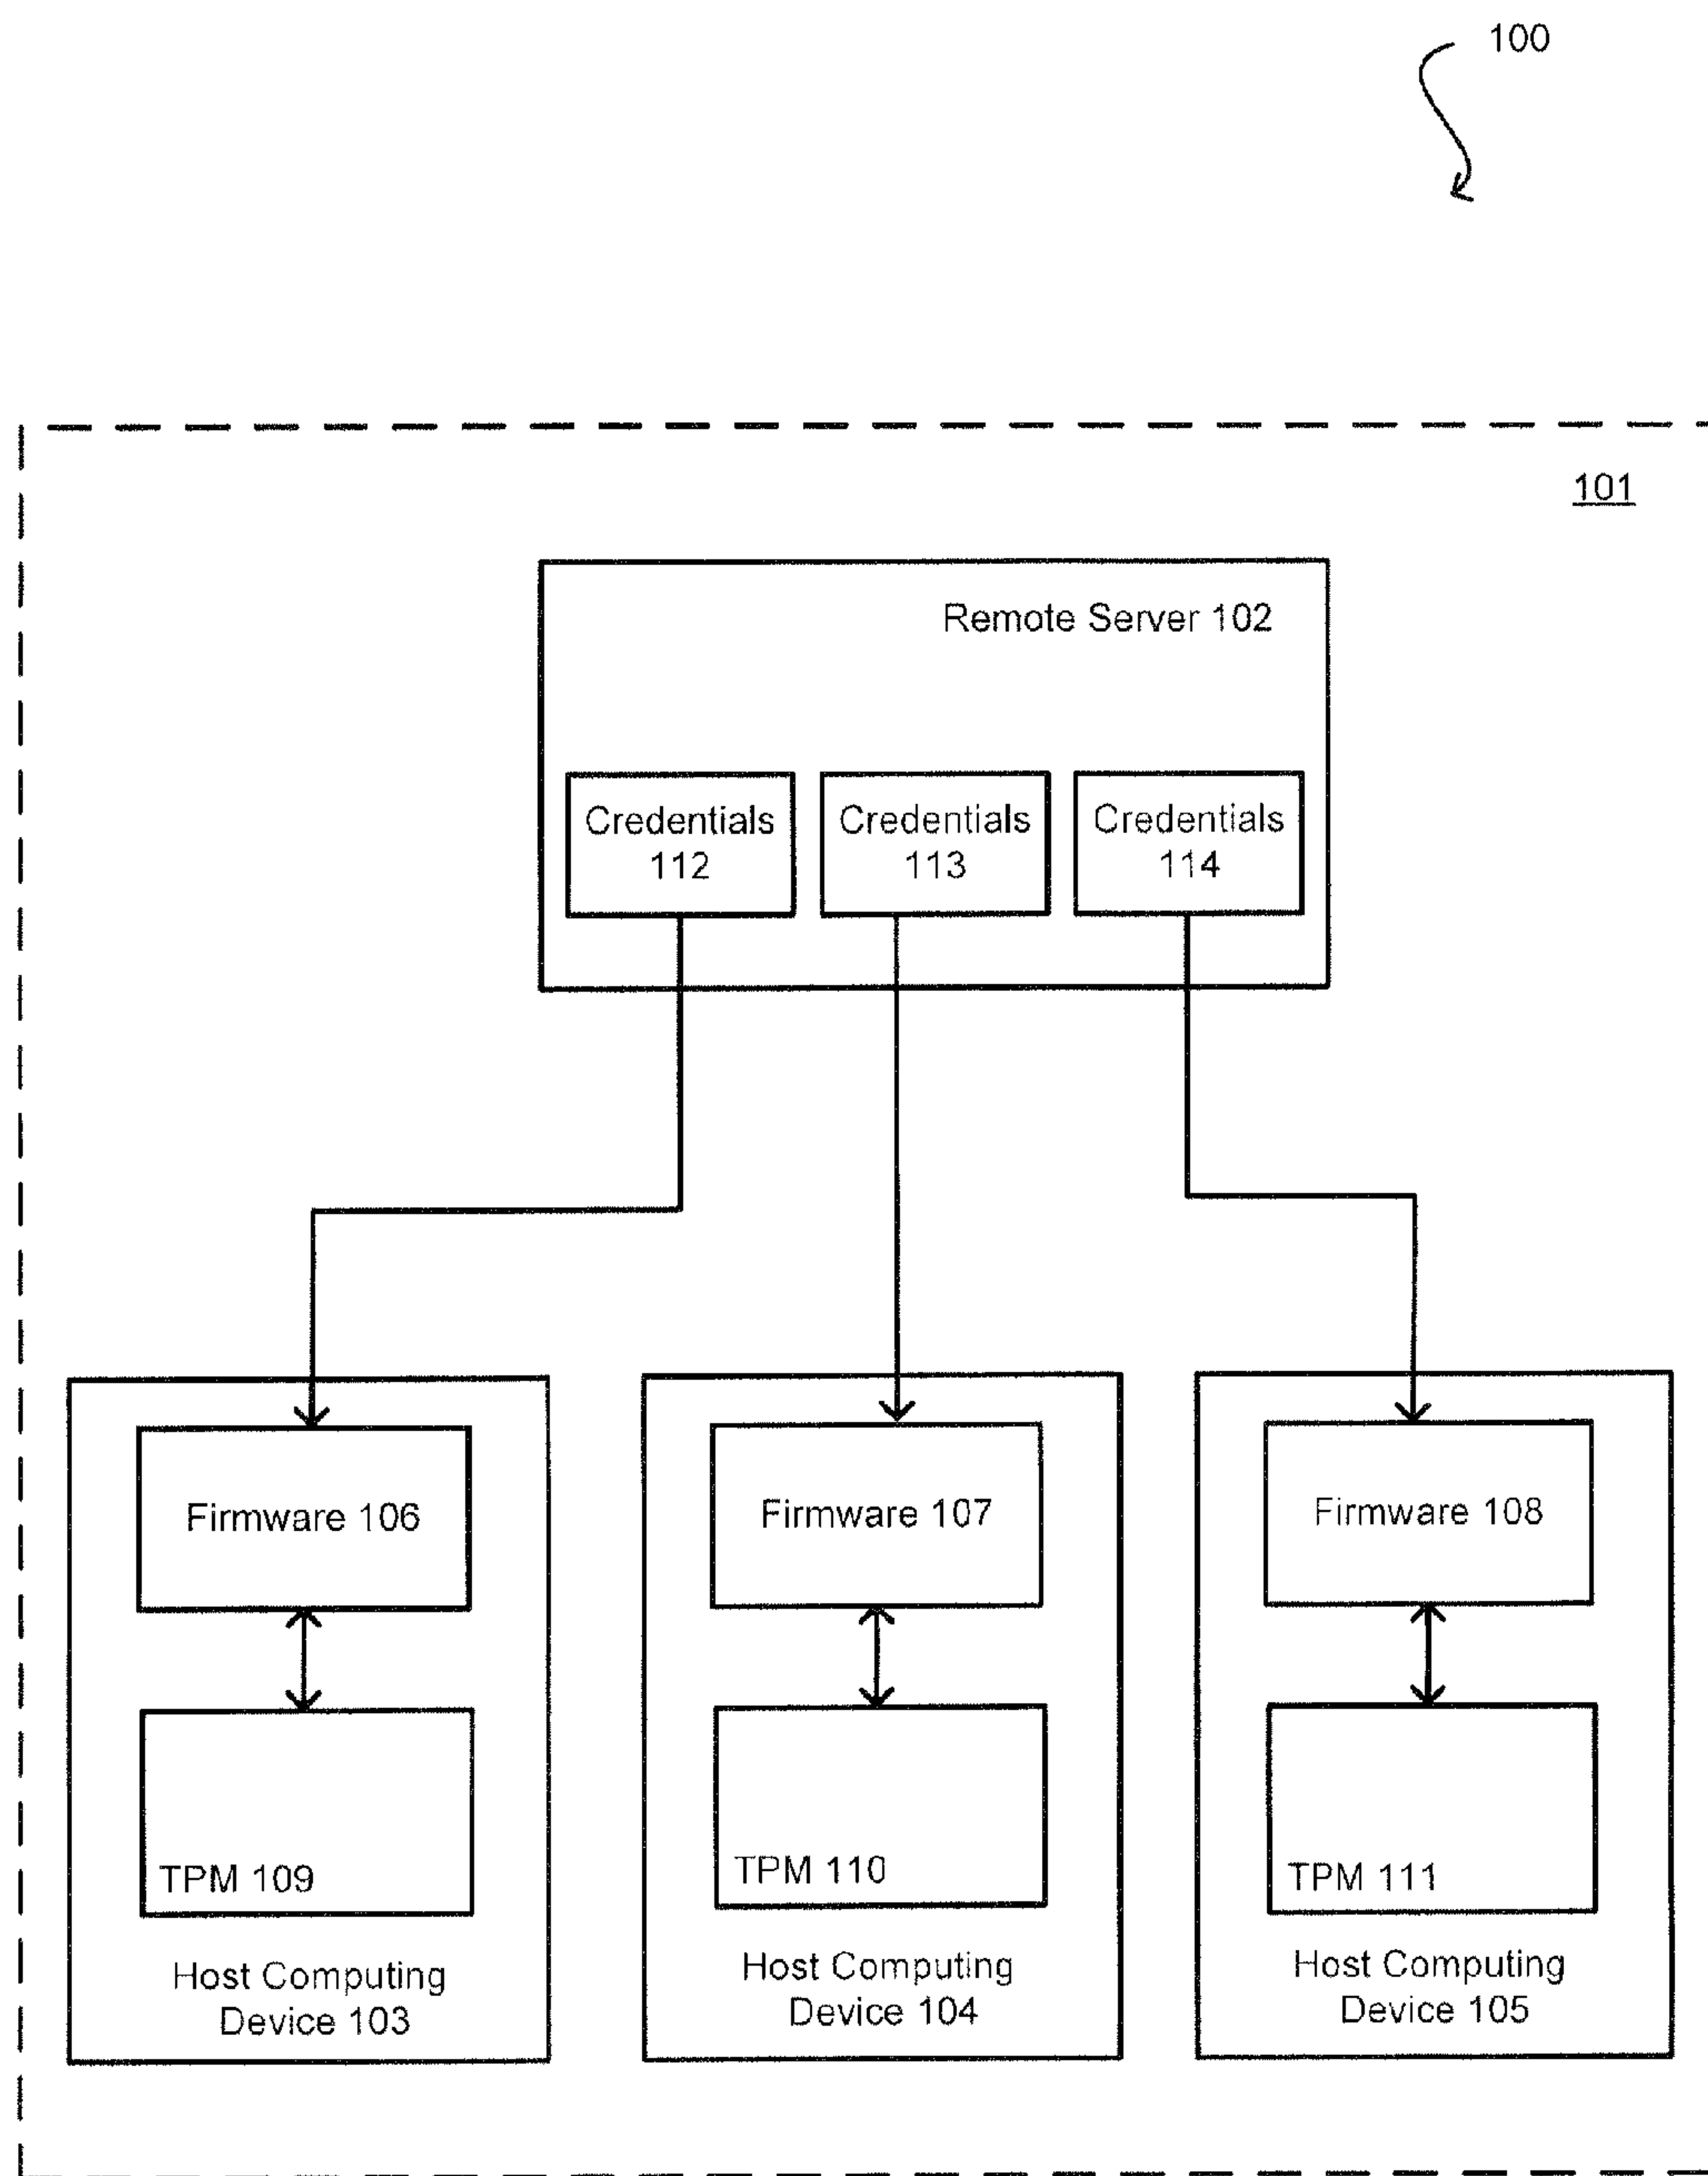 100
101
Remote Server 102
Credentials
112
Credentials
113
Credentials
114
Firmware 106
Firmware 107
Firmware 108
TPM 109
TPM 110
TPM 111
Host Computing
Device 103
Host Computing
Device 104
Host Computing
Device 105